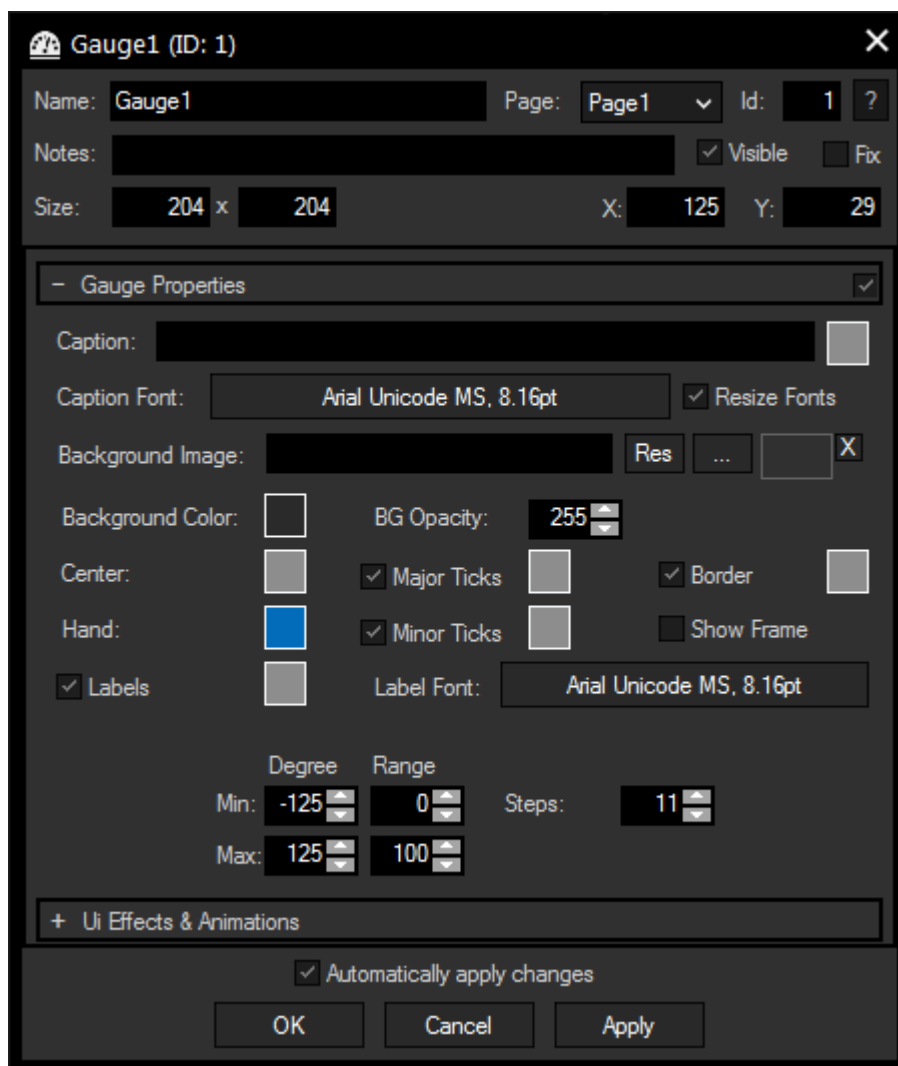 Gauge1 (ID: 1)
Name: Gauge1 Page: Page1 Id: 1 ?
Notes: Visible Fix
Size: 204 x 204 X: 125 Y: 29
− Gauge Properties
Caption:
Caption Font: Arial Unicode MS, 8.16pt Resize Fonts
Background Image: Res ... X
Background Color: BG Opacity: 255
Center: Major Ticks Border
Hand: Minor Ticks Show Frame
Labels Label Font: Arial Unicode MS, 8.16pt
Degree Range
Min: -125 0 Steps: 11
Max: 125 100
+ Ui Effects & Animations
Automatically apply changes
OK Cancel Apply